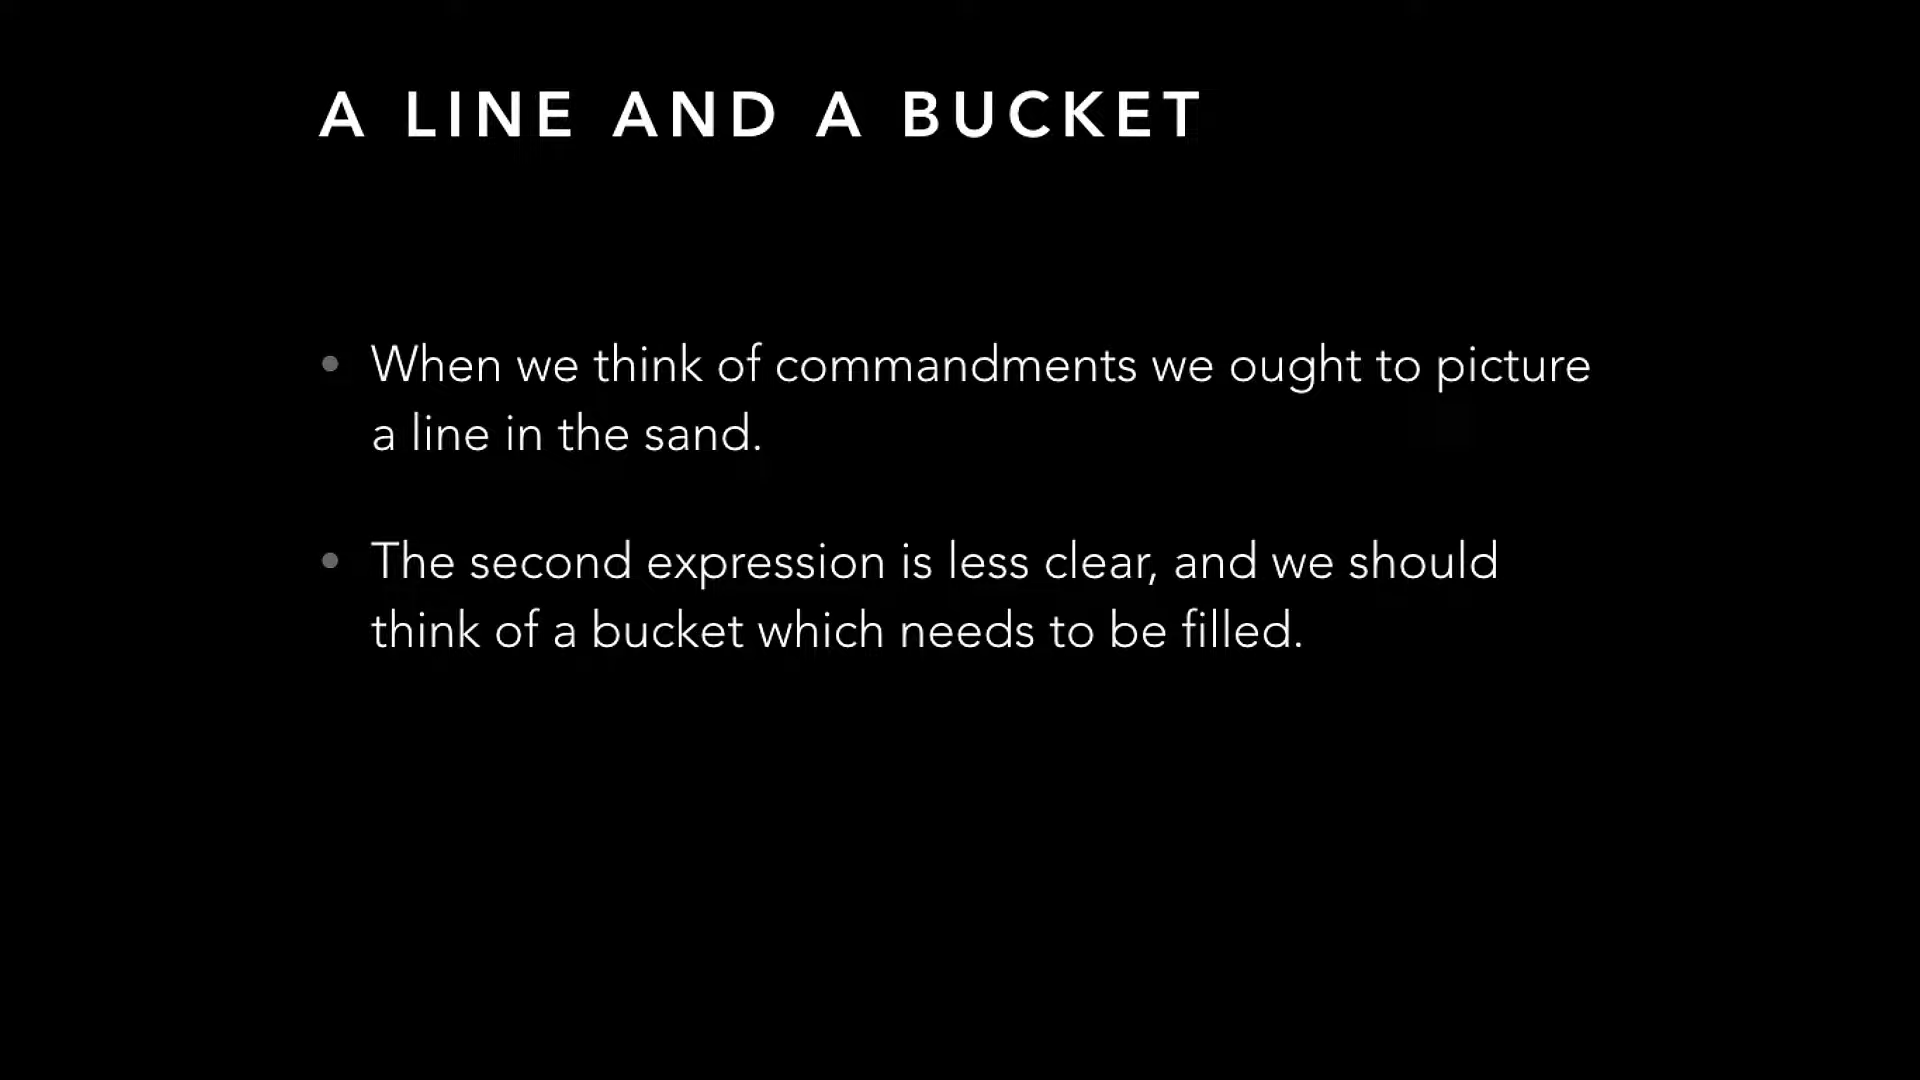 A LINE AND A BUCKET
• When we think of commandments we ought to picture
a line in the sand.
• The second expression is less clear, and we should
think of a bucket which needs to be filled.